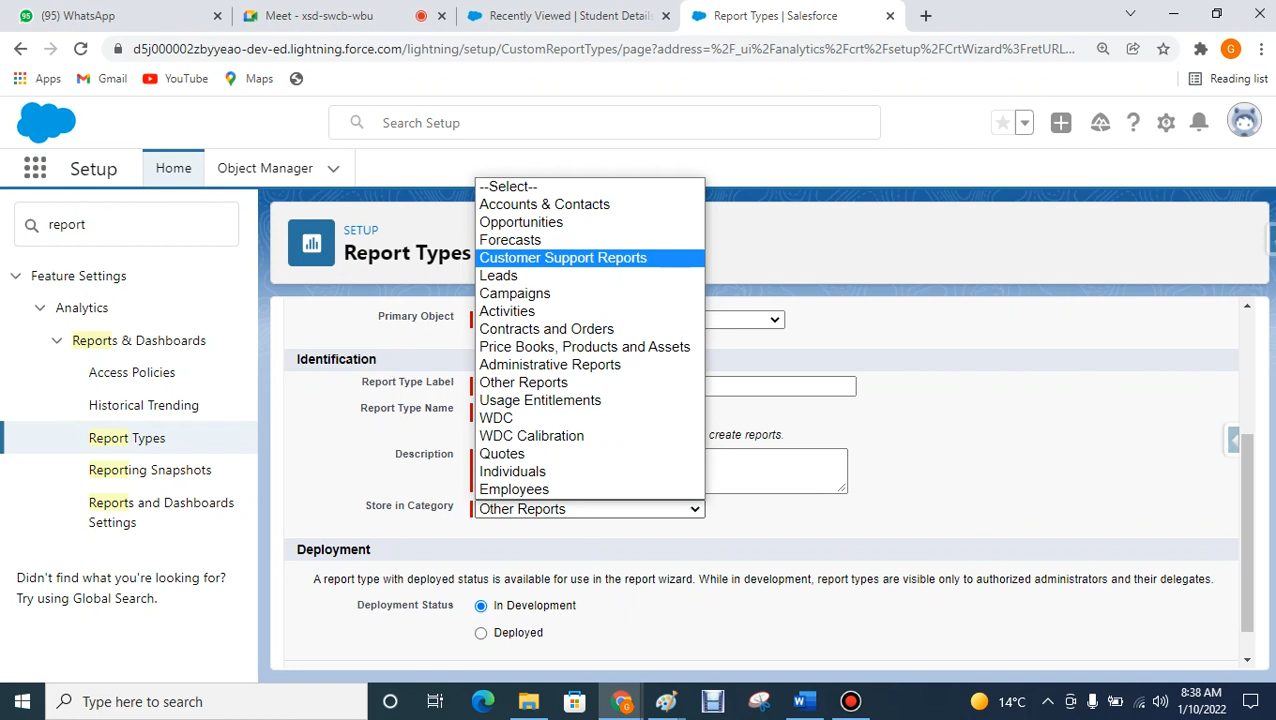 (95) WhatsApp
Meet - xsd-swcb-wbu
Recently Viewed | Student Details
Report Types | Salesforce
d5j000002zbyyeao-dev-ed.lightning.force.com/lightning/setup/CustomReportTypes/page?address=%2F_ui%2Fanalytics%2Fcrt%2Fsetup%2FCrtWizard%3FretURL...
Apps
Gmail
YouTube
Maps
Reading list
Search Setup
Setup
Home
Object Manager
report
Feature Settings
Analytics
Reports & Dashboards
Access Policies
Historical Trending
Report Types
Reporting Snapshots
Reports and Dashboards
Settings
Didn't find what you're looking for?
Try using Global Search.
SETUP
Report Types
Primary Object
Identification
Report Type Label
Report Type Name
create reports.
Description
Store in Category
Other Reports
--Select--
Accounts & Contacts
Opportunities
Forecasts
Customer Support Reports
Leads
Campaigns
Activities
Contracts and Orders
Price Books, Products and Assets
Administrative Reports
Other Reports
Usage Entitlements
WDC
WDC Calibration
Quotes
Individuals
Employees
Deployment
A report type with deployed status is available for use in the report wizard. While in development, report types are visible only to authorized administrators and their delegates.
Deployment Status
In Development
Deployed
Type here to search
14°C
8:38 AM
1/10/2022